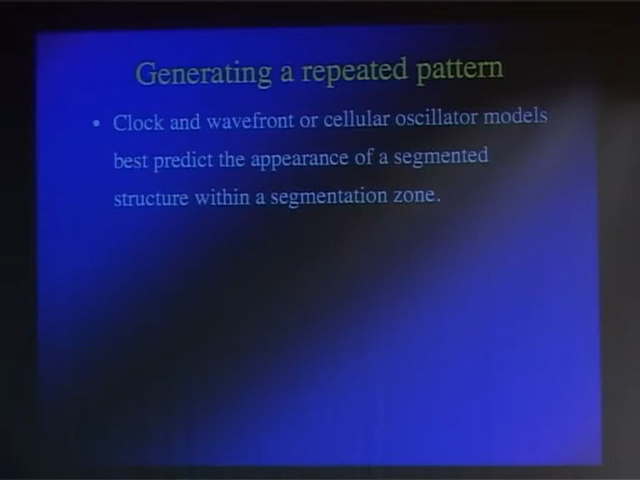 Generating a repeated pattern
• Clock and wavefront or cellular oscillator models
best predict the appearance of a segmented
structure within a segmentation zone.